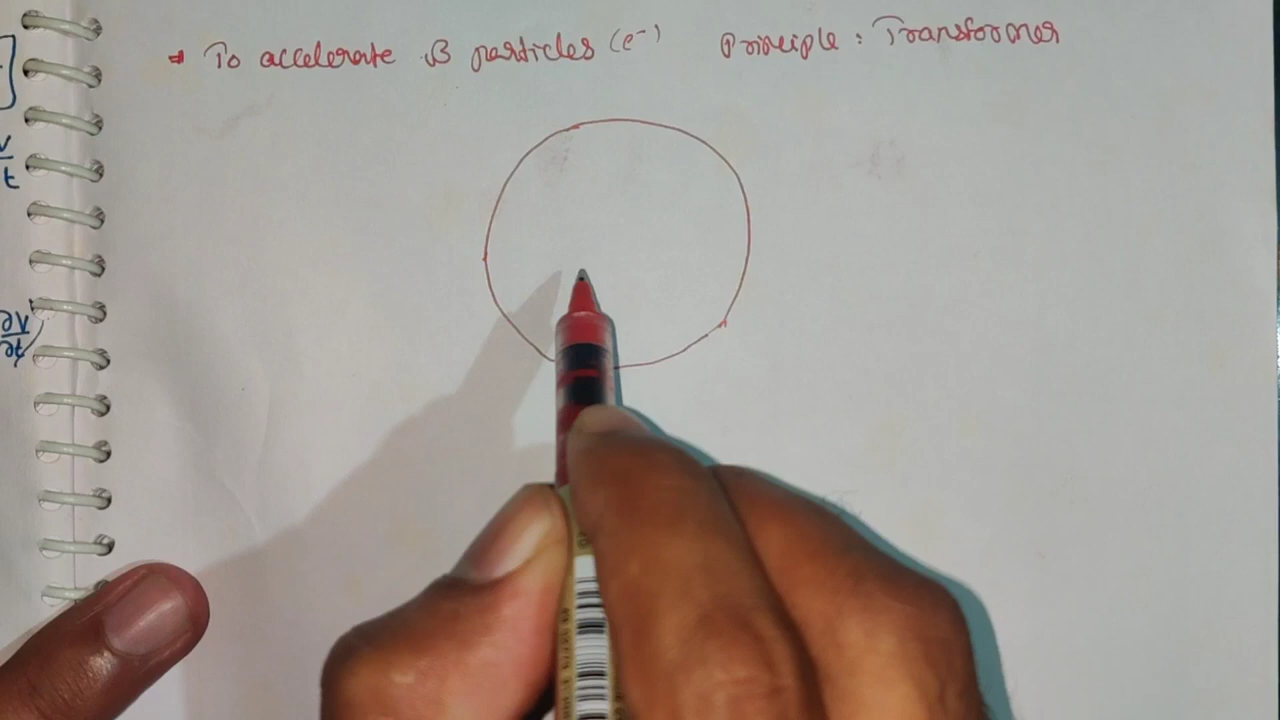 → To accelerate β particles (e⁻) Principle : Transformer